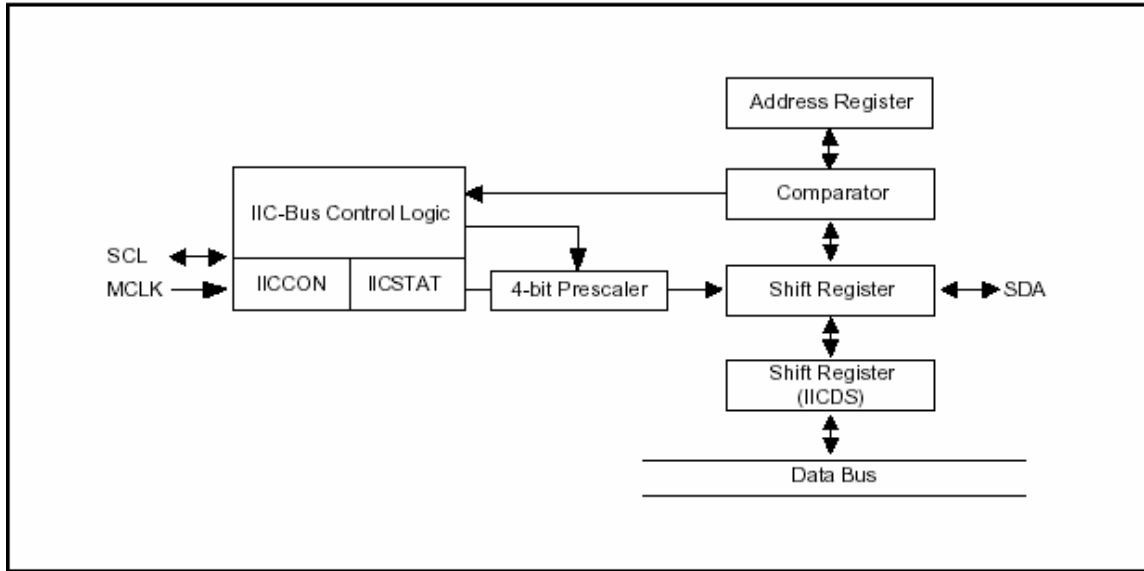 Address Register
Comparator
IIC-Bus Control Logic
SCL
IICCON
IICSTAT
MCLK
4-bit Prescaler
Shift Register
SDA
Shift Register
(IICDS)
Data Bus